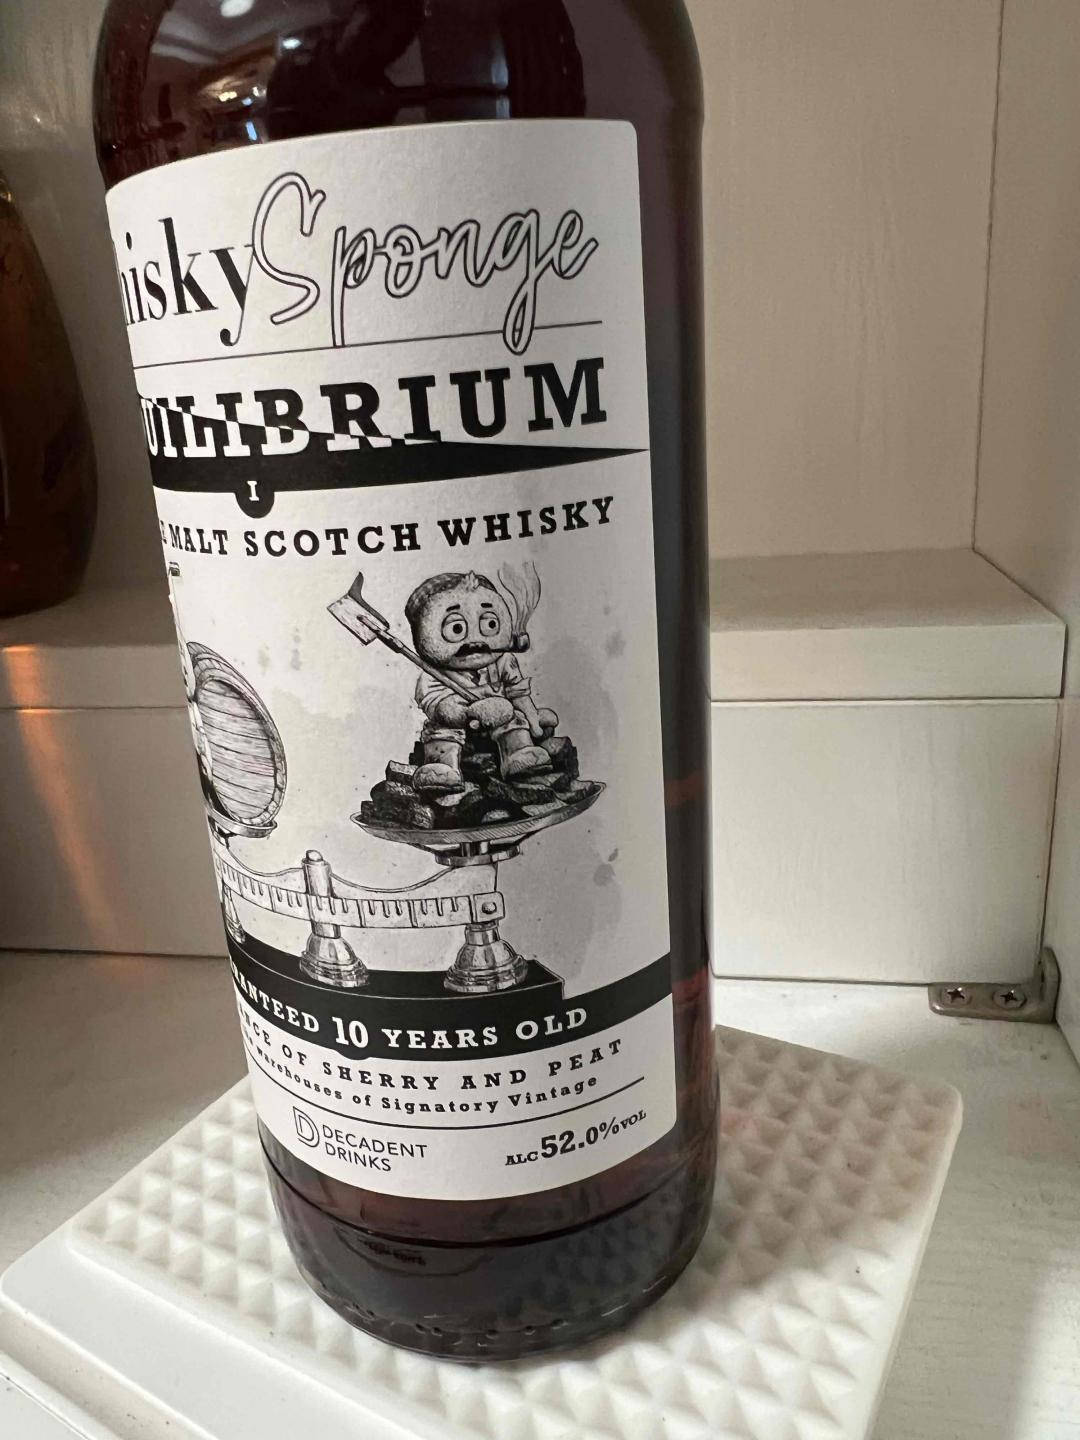 hisky Sponge
UILIBRIUM
I
E MALT SCOTCH WHISKY
RANTEED 10 YEARS OLD
NCE OF SHERRY AND PEAT
warehouses of Signatory Vintage
DECADENT
DRINKS
ALC 52.0% VOL